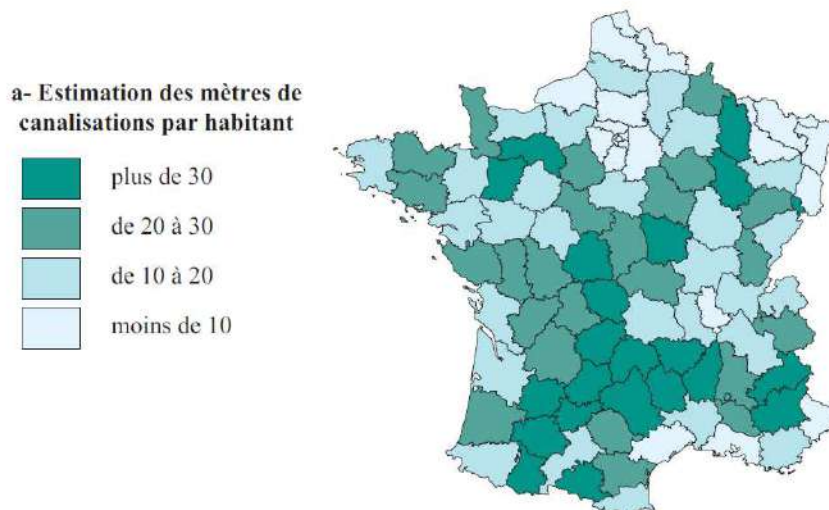 a- Estimation des mètres de
canalisations par habitant
plus de 30
de 20 à 30
de 10 à 20
moins de 10